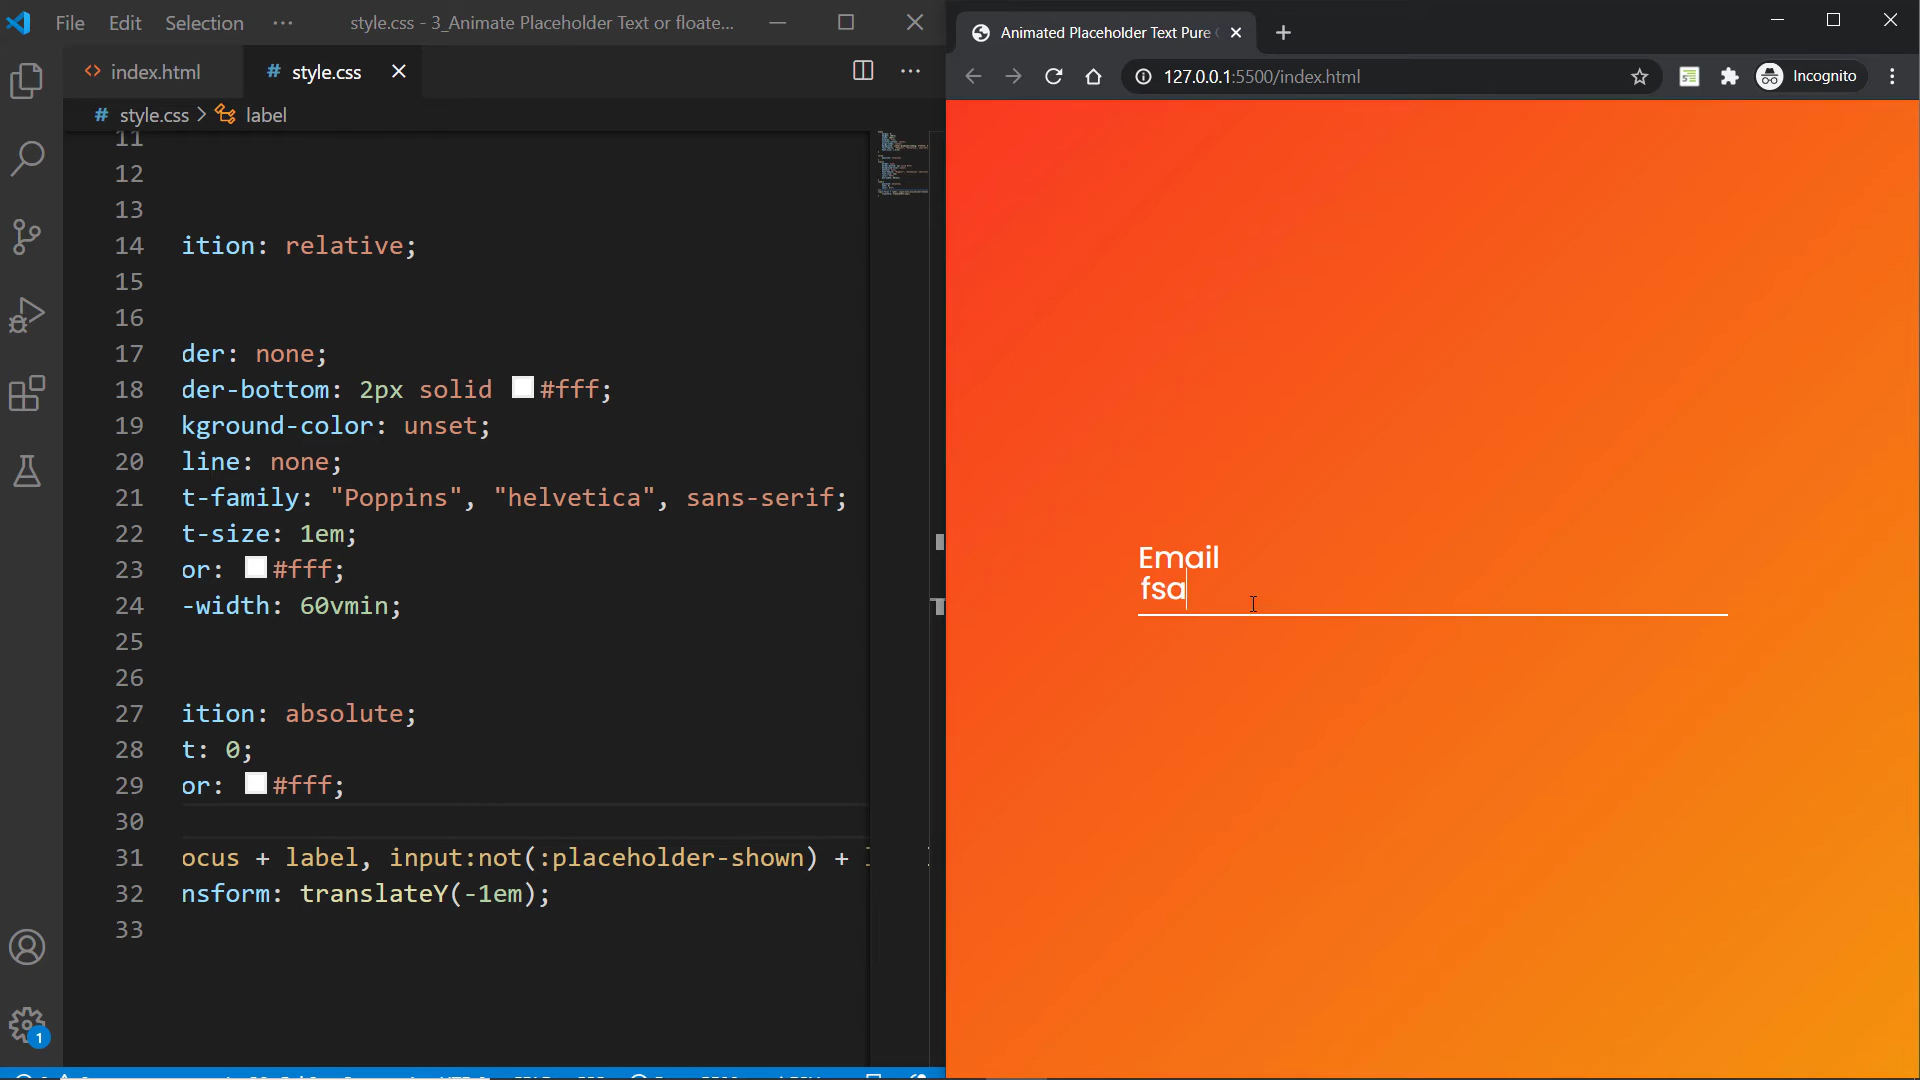 File Edit Selection ··· style.css - 3_Animate Placeholder Text or floate...
index.html style.css
style.css > label
11
12
13
14 ition: relative;
15
16
17 der: none;
18 der-bottom: 2px solid #fff;
19 kground-color: unset;
20 line: none;
21 t-family: "Poppins", "helvetica", sans-serif;
22 t-size: 1em;
23 or: #fff;
24 -width: 60vmin;
25
26
27 ition: absolute;
28 t: 0;
29 or: #fff;
30
31 ocus + label, input:not(:placeholder-shown) +
32 nsform: translateY(-1em);
33
1
Animated Placeholder Text Pure
127.0.0.1:5500/index.html
Incognito
Email
fsa